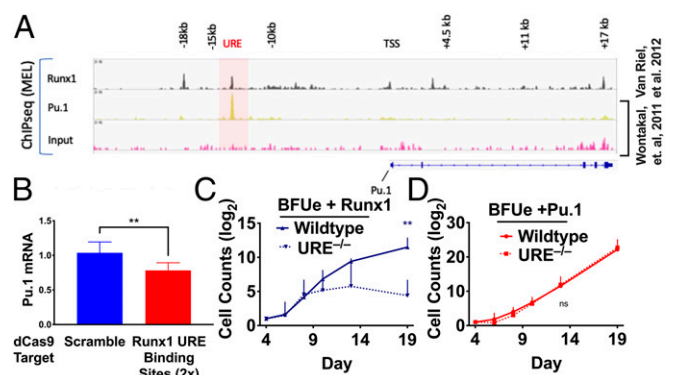 A
-18kb
-15kb
URE
-10kb
TSS
+4.5 kb
+11 kb
+17 kb
ChIPseq (MEL)
Runx1
Pu.1
Input
Van Riel, et al. 2012
Wontakal, et. al, 2011
Pu.1
B
Pu.1 mRNA
1.5
1.0
0.5
0.0
**
dCas9 Target
Scramble
Runx1 URE
Binding
Sites (2x)
C
BFUe + Runx1
Wildtype
URE-/-
**
Cell Counts (log2)
15
10
5
0
4 9 14 19
Day
D
BFUe +Pu.1
Wildtype
URE-/-
ns
Cell Counts (log2)
30
20
10
0
4 9 14 19
Day